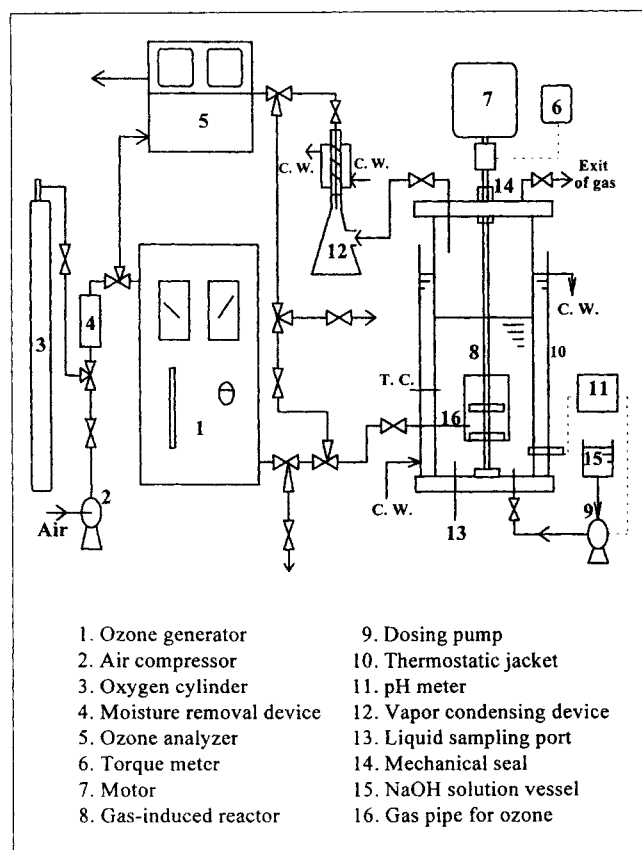 5
7
6
C. W.
C. W.
14
Exit
of gas
12
4
3
C. W.
8
10
T. C.
11
16
1
15
2
Air
C. W.
13
9
1. Ozone generator
2. Air compressor
3. Oxygen cylinder
4. Moisture removal device
5. Ozone analyzer
6. Torque meter
7. Motor
8. Gas-induced reactor
9. Dosing pump
10. Thermostatic jacket
11. pH meter
12. Vapor condensing device
13. Liquid sampling port
14. Mechanical seal
15. NaOH solution vessel
16. Gas pipe for ozone